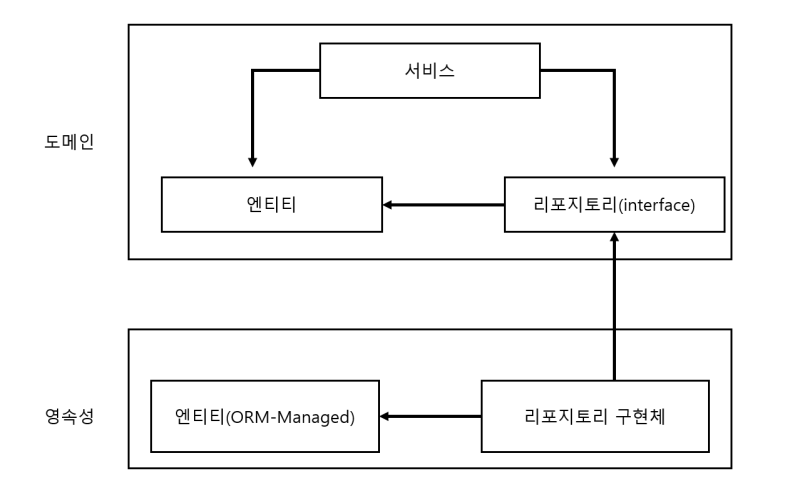 서비스
도메인
엔티티
리포지토리(interface)
영속성
엔티티(ORM-Managed)
리포지토리 구현체